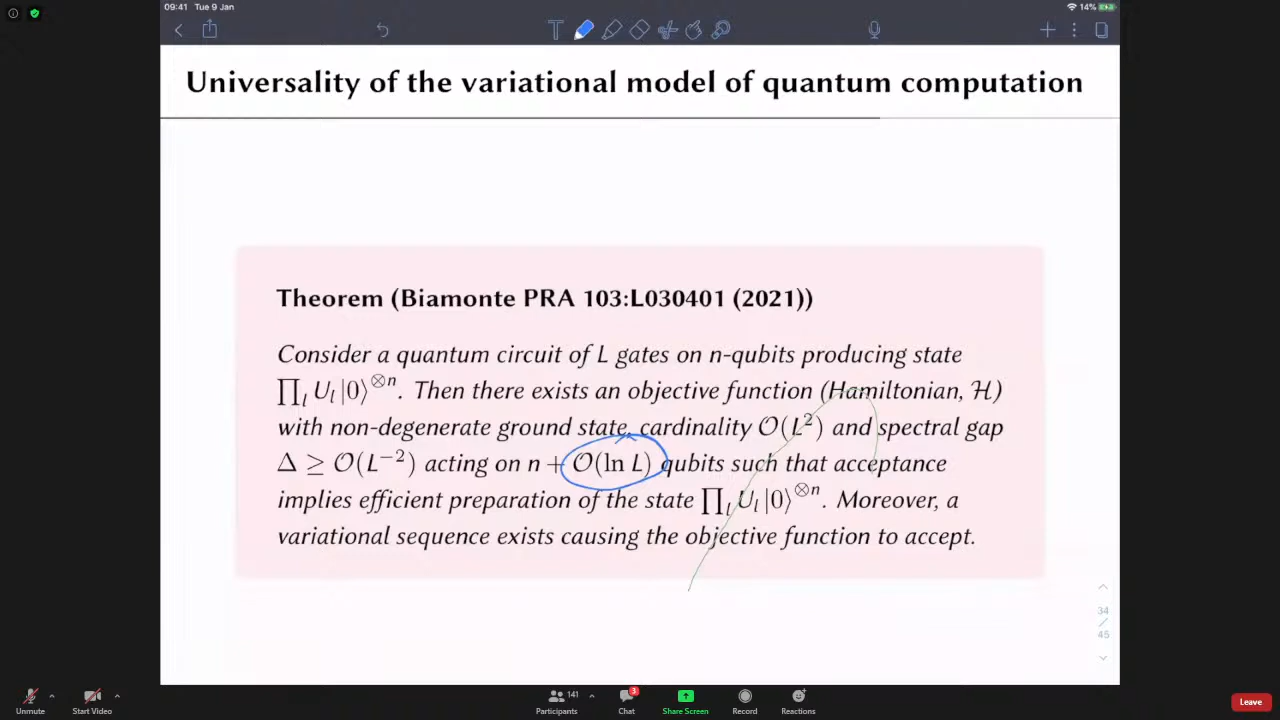 09:41 Tue 9 Jan
14%
Universality of the variational model of quantum computation
Theorem (Biamonte PRA 103:L030401 (2021))
Consider a quantum circuit of L gates on n-qubits producing state
∏_l U_l |0⟩^{⊗n}. Then there exists an objective function (Hamiltonian, ℋ)
with non-degenerate ground state, cardinality 𝒪(L²) and spectral gap
Δ ≥ 𝒪(L⁻²) acting on n + 𝒪(ln L) qubits such that acceptance
implies efficient preparation of the state ∏_l U_l |0⟩^{⊗n}. Moreover, a
variational sequence exists causing the objective function to accept.
34
/
45
Unmute
Start Video
141
Participants
3
Chat
Share Screen
Record
Reactions
Leave